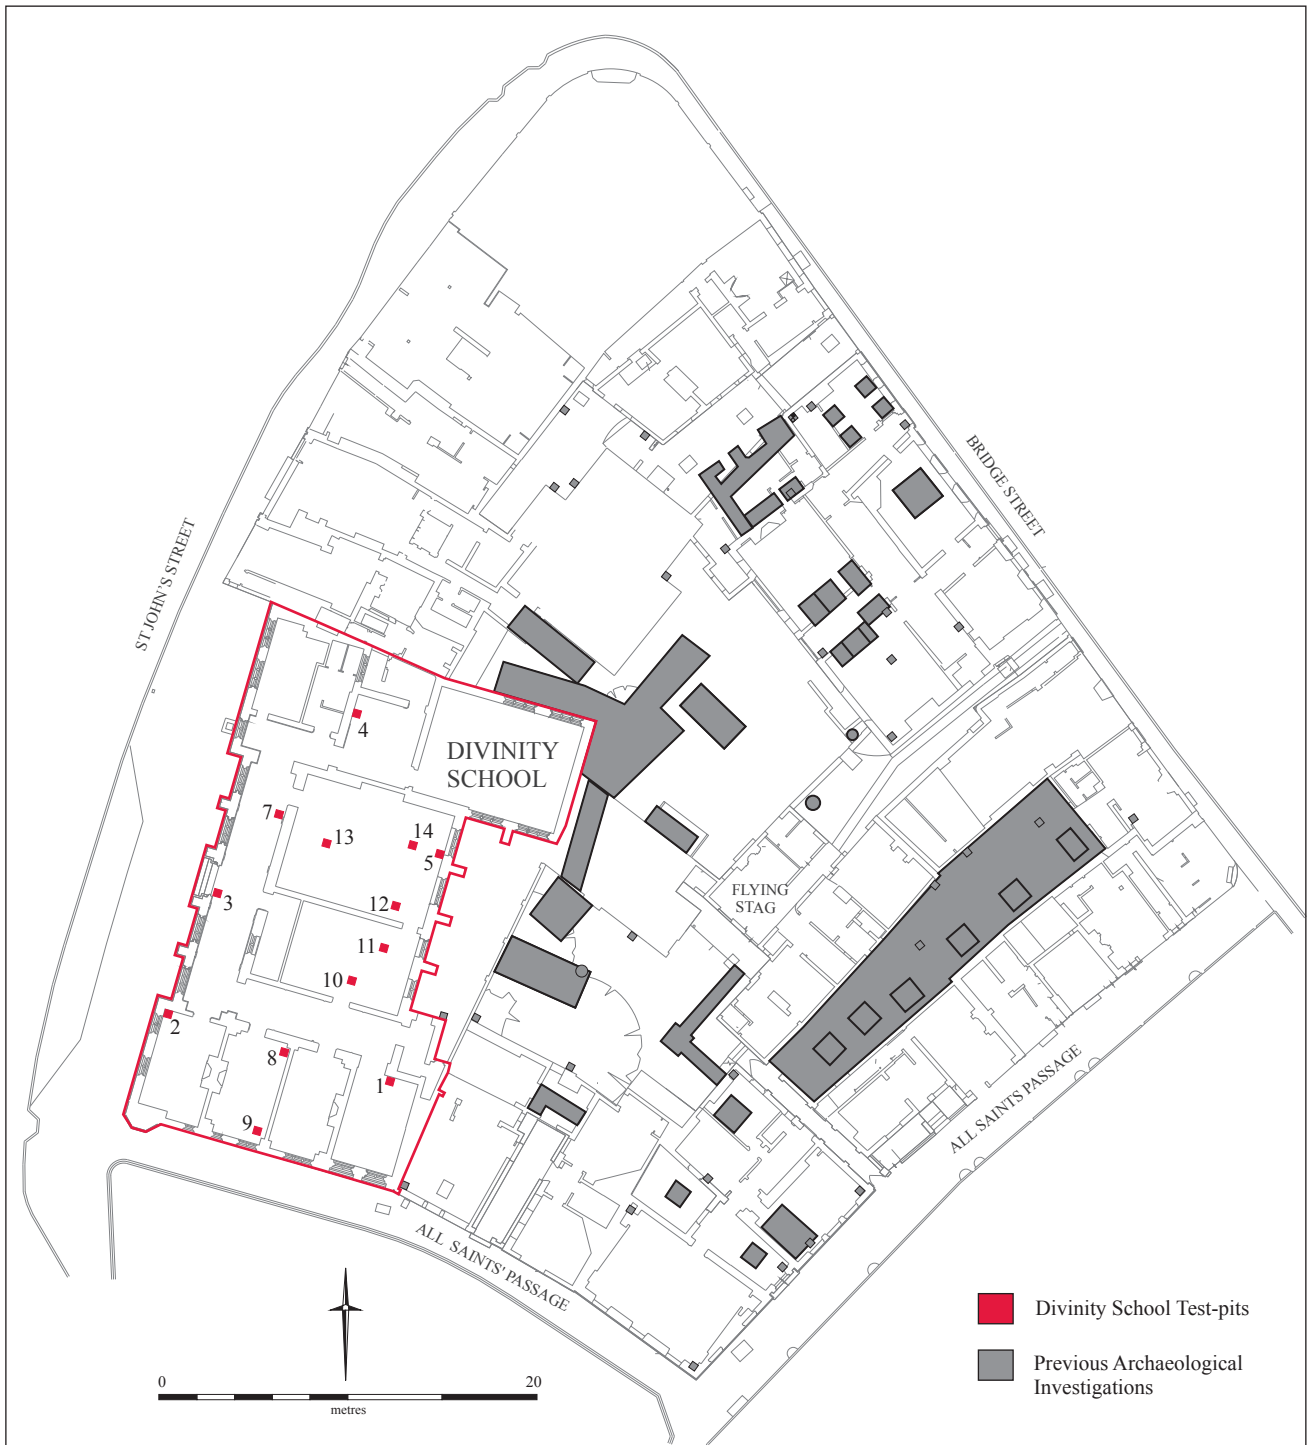 BRIDGE STREET
ST JOHN'S STREET
4
DIVINITY
SCHOOL
7
13
14
5
3
12
FLYING
STAG
11
10
2
8
1
9
ALL SAINTS PASSAGE
ALL SAINTS' PASSAGE
Divinity School Test-pits
Previous Archaeological
Investigations
0
20
metres